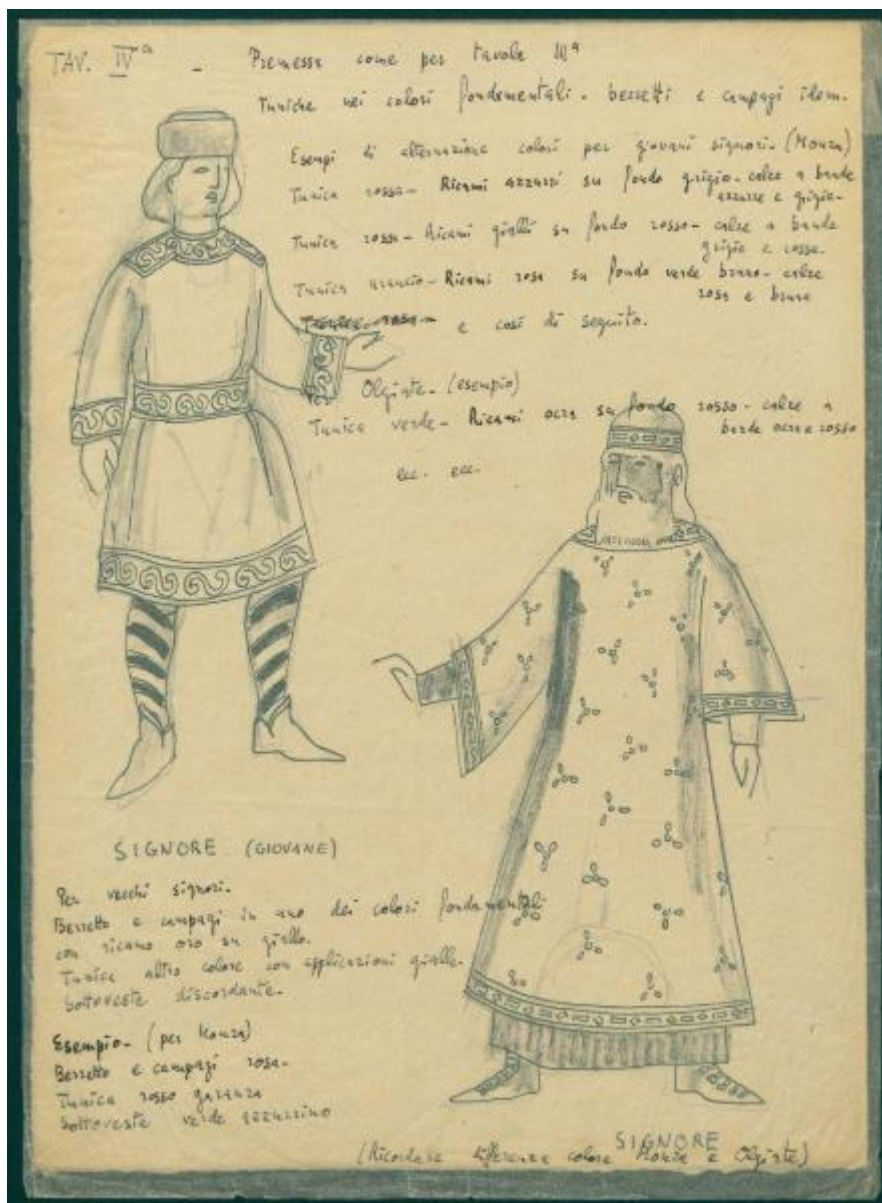 TAV. IVa - Premessa come per tavole IIIa
Tuniche nei colori fondamentali - berretti e campagi idem.
Esempi di alternazione colori per giovani signori - (Monza)
Tunica rossa - Ricami azzurri su fondo grigio - calze a bande
azzurre e grigie -
Tunica rossa - Ricami gialli su fondo rosso - calze a bande
grigie e rosse.
Tunica arancio - Ricami rosa su fondo verde bruno - calze
rosa e brune
e così di seguito.
Per Olginte - (esempio)
Tunica verde - Ricami ocra su fondo rosso - calze a
bande ocra e rosso
ecc. ecc.
SIGNORE (GIOVANE)
Per vecchi signori -
Berretto e campagi in uno dei colori fondamentali
con ricamo oro su giallo.
Tunica altro colore con applicazioni gialle -
Sottoveste discordante -
Esempio - (per Monza)
Berretto e campagi rosa -
Tunica rosso garanza
Sottoveste verde azzurrino
SIGNORE
(Ricordare differenza colore Monza e Olginte)